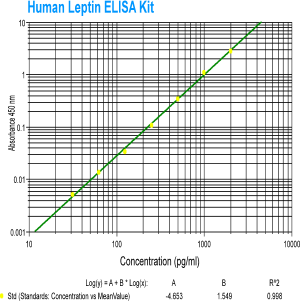 Human Leptin ELISA Kit
10
1
0.1
0.01
0.001
Absorbance 450 nm
10 100 1000 10000
Concentration (pg/ml)
Log(y) = A + B * Log(x): A B R^2
Std (Standards: Concentration vs MeanValue) -4.653 1.549 0.998